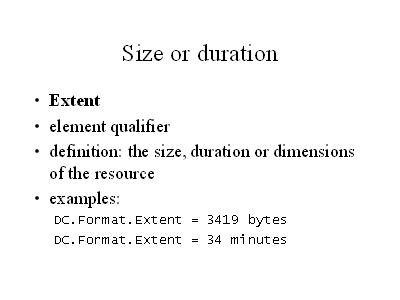 Size or duration
• Extent
• element qualifier
• definition: the size, duration or dimensions
of the resource
• examples:
DC.Format.Extent = 3419 bytes
DC.Format.Extent = 34 minutes